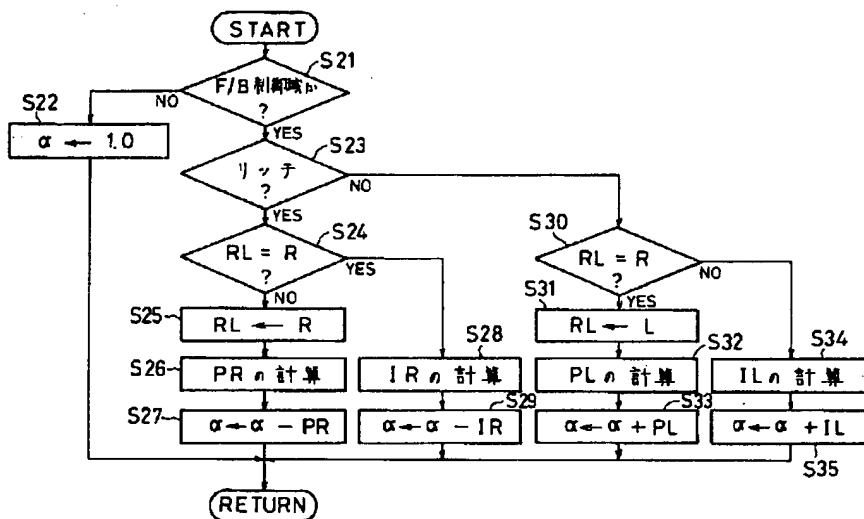 START
S21
F/B 制御域か
?
NO
YES
S22
α ← 1.0
S23
リッチ
?
NO
YES
S24
RL = R
?
YES
NO
S30
RL = R
?
NO
YES
S25
RL ← R
S31
RL ← L
S26
PRの計算
S28
IRの計算
S32
PLの計算
S34
ILの計算
S27
α ← α - PR
S29
α ← α - IR
S33
α ← α + PL
α ← α + IL
S35
RETURN